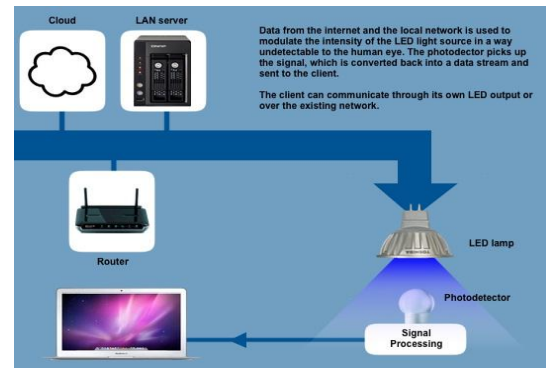 Cloud
LAN server
Data from the internet and the local network is used to
modulate the intensity of the LED light source in a way
undetectable to the human eye. The photodector picks up
the signal, which is converted back into a data stream and
sent to the client.
The client can communicate through its own LED output or
over the existing network.
Router
LED lamp
Photodetector
Signal
Processing